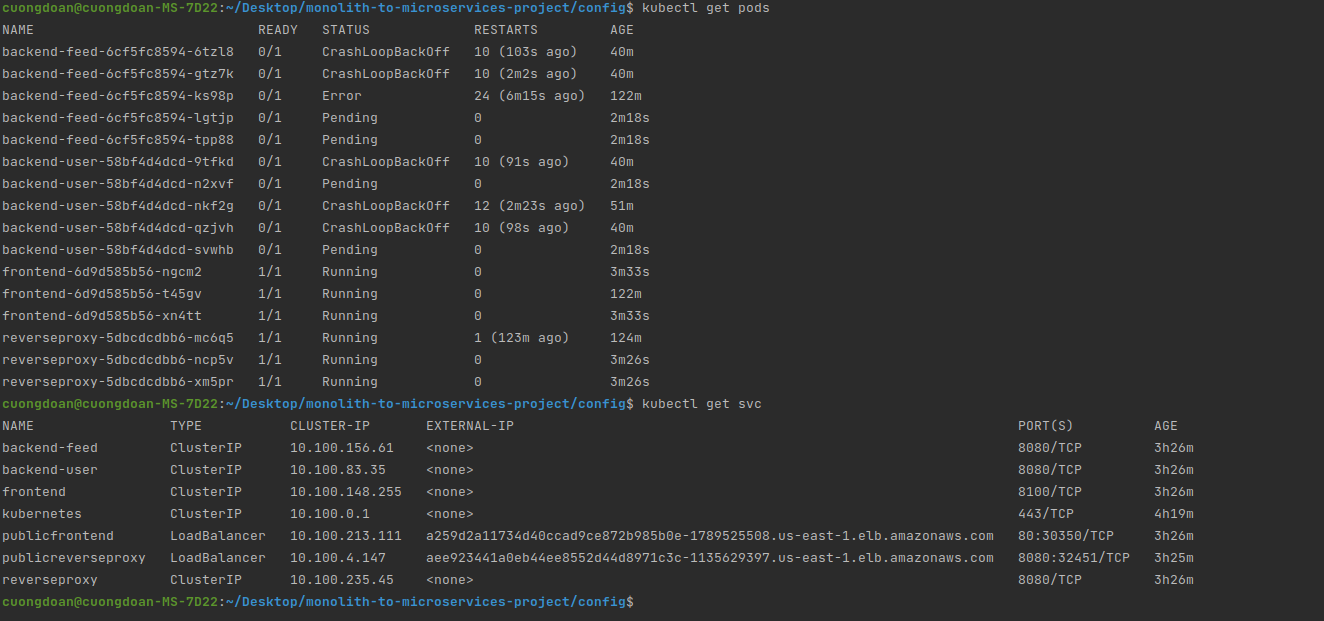 cuongdoan@cuongdoan-MS-7D22:~/Desktop/monolith-to-microservices-project/config$ kubectl get pods
NAME READY STATUS RESTARTS AGE
backend-feed-6cf5fc8594-6tzl8 0/1 CrashLoopBackOff 10 (103s ago) 40m
backend-feed-6cf5fc8594-gtz7k 0/1 CrashLoopBackOff 10 (2m2s ago) 40m
backend-feed-6cf5fc8594-ks98p 0/1 Error 24 (6m15s ago) 122m
backend-feed-6cf5fc8594-lgtjp 0/1 Pending 0 2m18s
backend-feed-6cf5fc8594-tpp88 0/1 Pending 0 2m18s
backend-user-58bf4d4dcd-9tfkd 0/1 CrashLoopBackOff 10 (91s ago) 40m
backend-user-58bf4d4dcd-n2xvf 0/1 Pending 0 2m18s
backend-user-58bf4d4dcd-nkf2g 0/1 CrashLoopBackOff 12 (2m23s ago) 51m
backend-user-58bf4d4dcd-qzjvh 0/1 CrashLoopBackOff 10 (98s ago) 40m
backend-user-58bf4d4dcd-svwhb 0/1 Pending 0 2m18s
frontend-6d9d585b56-ngcm2 1/1 Running 0 3m33s
frontend-6d9d585b56-t45gv 1/1 Running 0 122m
frontend-6d9d585b56-xn4tt 1/1 Running 0 3m33s
reverseproxy-5dbcdcdbb6-mc6q5 1/1 Running 1 (123m ago) 124m
reverseproxy-5dbcdcdbb6-ncp5v 1/1 Running 0 3m26s
reverseproxy-5dbcdcdbb6-xm5pr 1/1 Running 0 3m26s
cuongdoan@cuongdoan-MS-7D22:~/Desktop/monolith-to-microservices-project/config$ kubectl get svc
NAME TYPE CLUSTER-IP EXTERNAL-IP PORT(S) AGE
backend-feed ClusterIP 10.100.156.61 <none> 8080/TCP 3h26m
backend-user ClusterIP 10.100.83.35 <none> 8080/TCP 3h26m
frontend ClusterIP 10.100.148.255 <none> 8100/TCP 3h26m
kubernetes ClusterIP 10.100.0.1 <none> 443/TCP 4h19m
publicfrontend LoadBalancer 10.100.213.111 a259d2a11734d40ccad9ce872b985b0e-1789525508.us-east-1.elb.amazonaws.com 80:30350/TCP 3h26m
publicreverseproxy LoadBalancer 10.100.4.147 aee923441a0eb44ee8552d44d8971c3c-1135629397.us-east-1.elb.amazonaws.com 8080:32451/TCP 3h25m
reverseproxy ClusterIP 10.100.235.45 <none> 8080/TCP 3h26m
cuongdoan@cuongdoan-MS-7D22:~/Desktop/monolith-to-microservices-project/config$